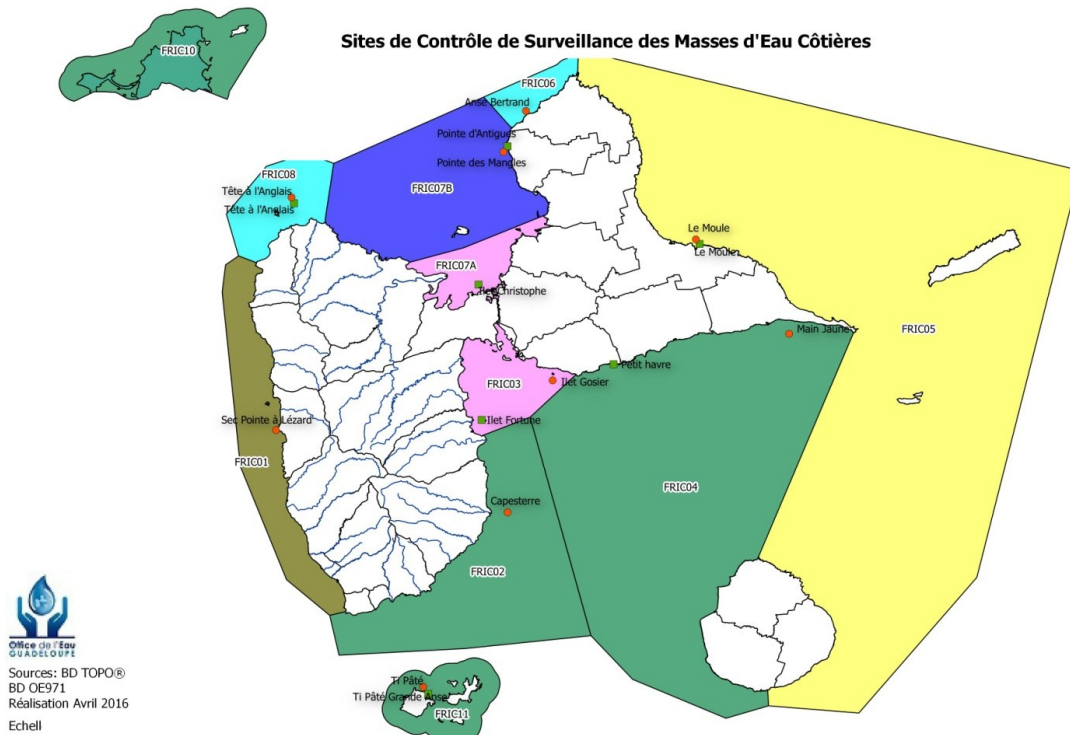 Sites de Contrôle de Surveillance des Masses d'Eau Côtières
FRIC10
FRIC06
Anse Bertrand
Pointe d'Antigues
Pointe des Mangles
FRIC08
Tête à l'Anglais
Tête à l'Anglais
FRIC07B
Le Moule
Le Moule
FRIC07A
Ilet Christophe
FRIC05
Main Jaune
Petit havre
FRIC03
Ilet Gosier
Ilet Fortune
Sec Pointe à Lézard
FRIC01
FRIC04
Capesterre
FRIC02
Ti Pâté
Ti Pâté Grande Anse
FRIC11
Office de l'Eau
GUADELOUPE
Sources: BD TOPO®
BD OE971
Réalisation Avril 2016
Echell